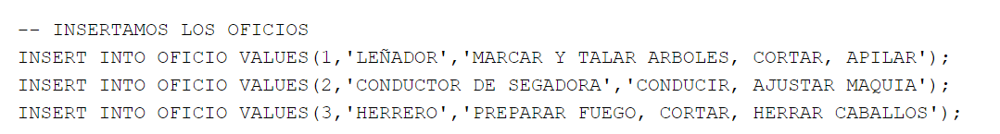 -- INSERTAMOS LOS OFICIOS
INSERT INTO OFICIO VALUES(1,'LEÑADOR','MARCAR Y TALAR ARBOLES, CORTAR, APILAR');
INSERT INTO OFICIO VALUES(2,'CONDUCTOR DE SEGADORA','CONDUCIR, AJUSTAR MAQUIA');
INSERT INTO OFICIO VALUES(3,'HERRERO','PREPARAR FUEGO, CORTAR, HERRAR CABALLOS');